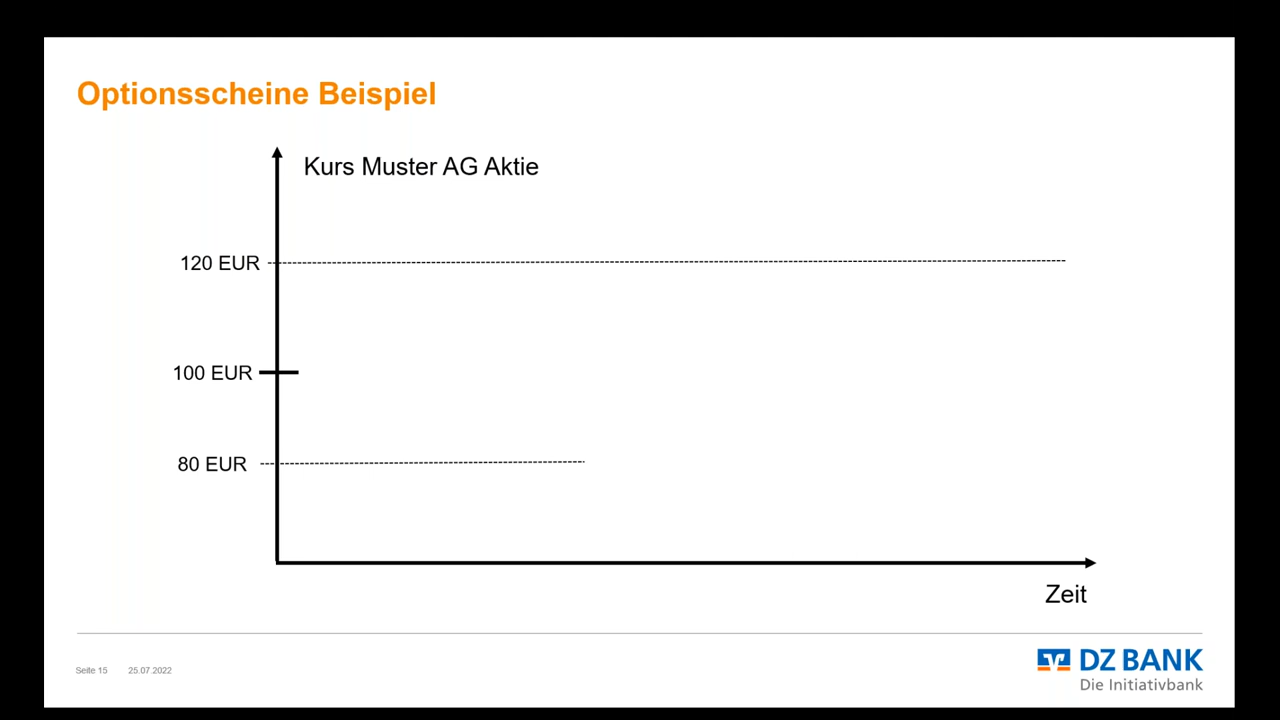 Optionsscheine Beispiel
Kurs Muster AG Aktie
120 EUR
100 EUR
80 EUR
Zeit
Seite 15 25.07.2022
DZ BANK
Die Initiativbank